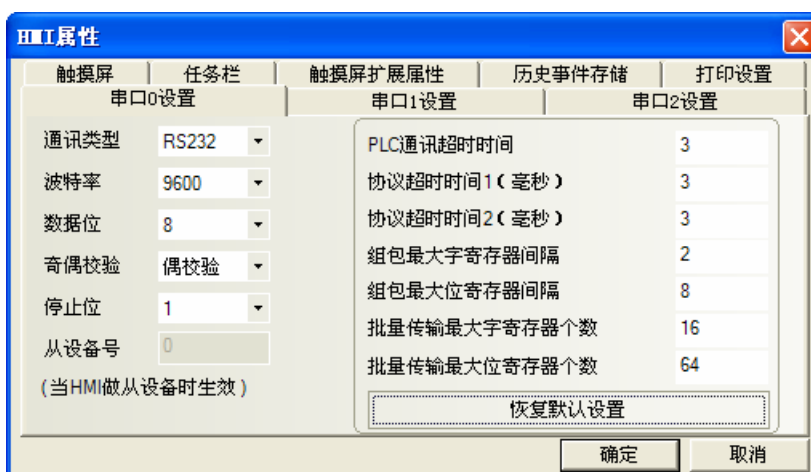 HMI属性
触摸屏 任务栏 触摸屏扩展属性 历史事件存储 打印设置
串口0设置 串口1设置 串口2设置
通讯类型 RS232
波特率 9600
数据位 8
奇偶校验 偶校验
停止位 1
从设备号 0
(当HMI做从设备时生效)
PLC通讯超时时间 3
协议超时时间1(毫秒) 3
协议超时时间2(毫秒) 3
组包最大字寄存器间隔 2
组包最大位寄存器间隔 8
批量传输最大字寄存器个数 16
批量传输最大位寄存器个数 64
恢复默认设置
确定 取消